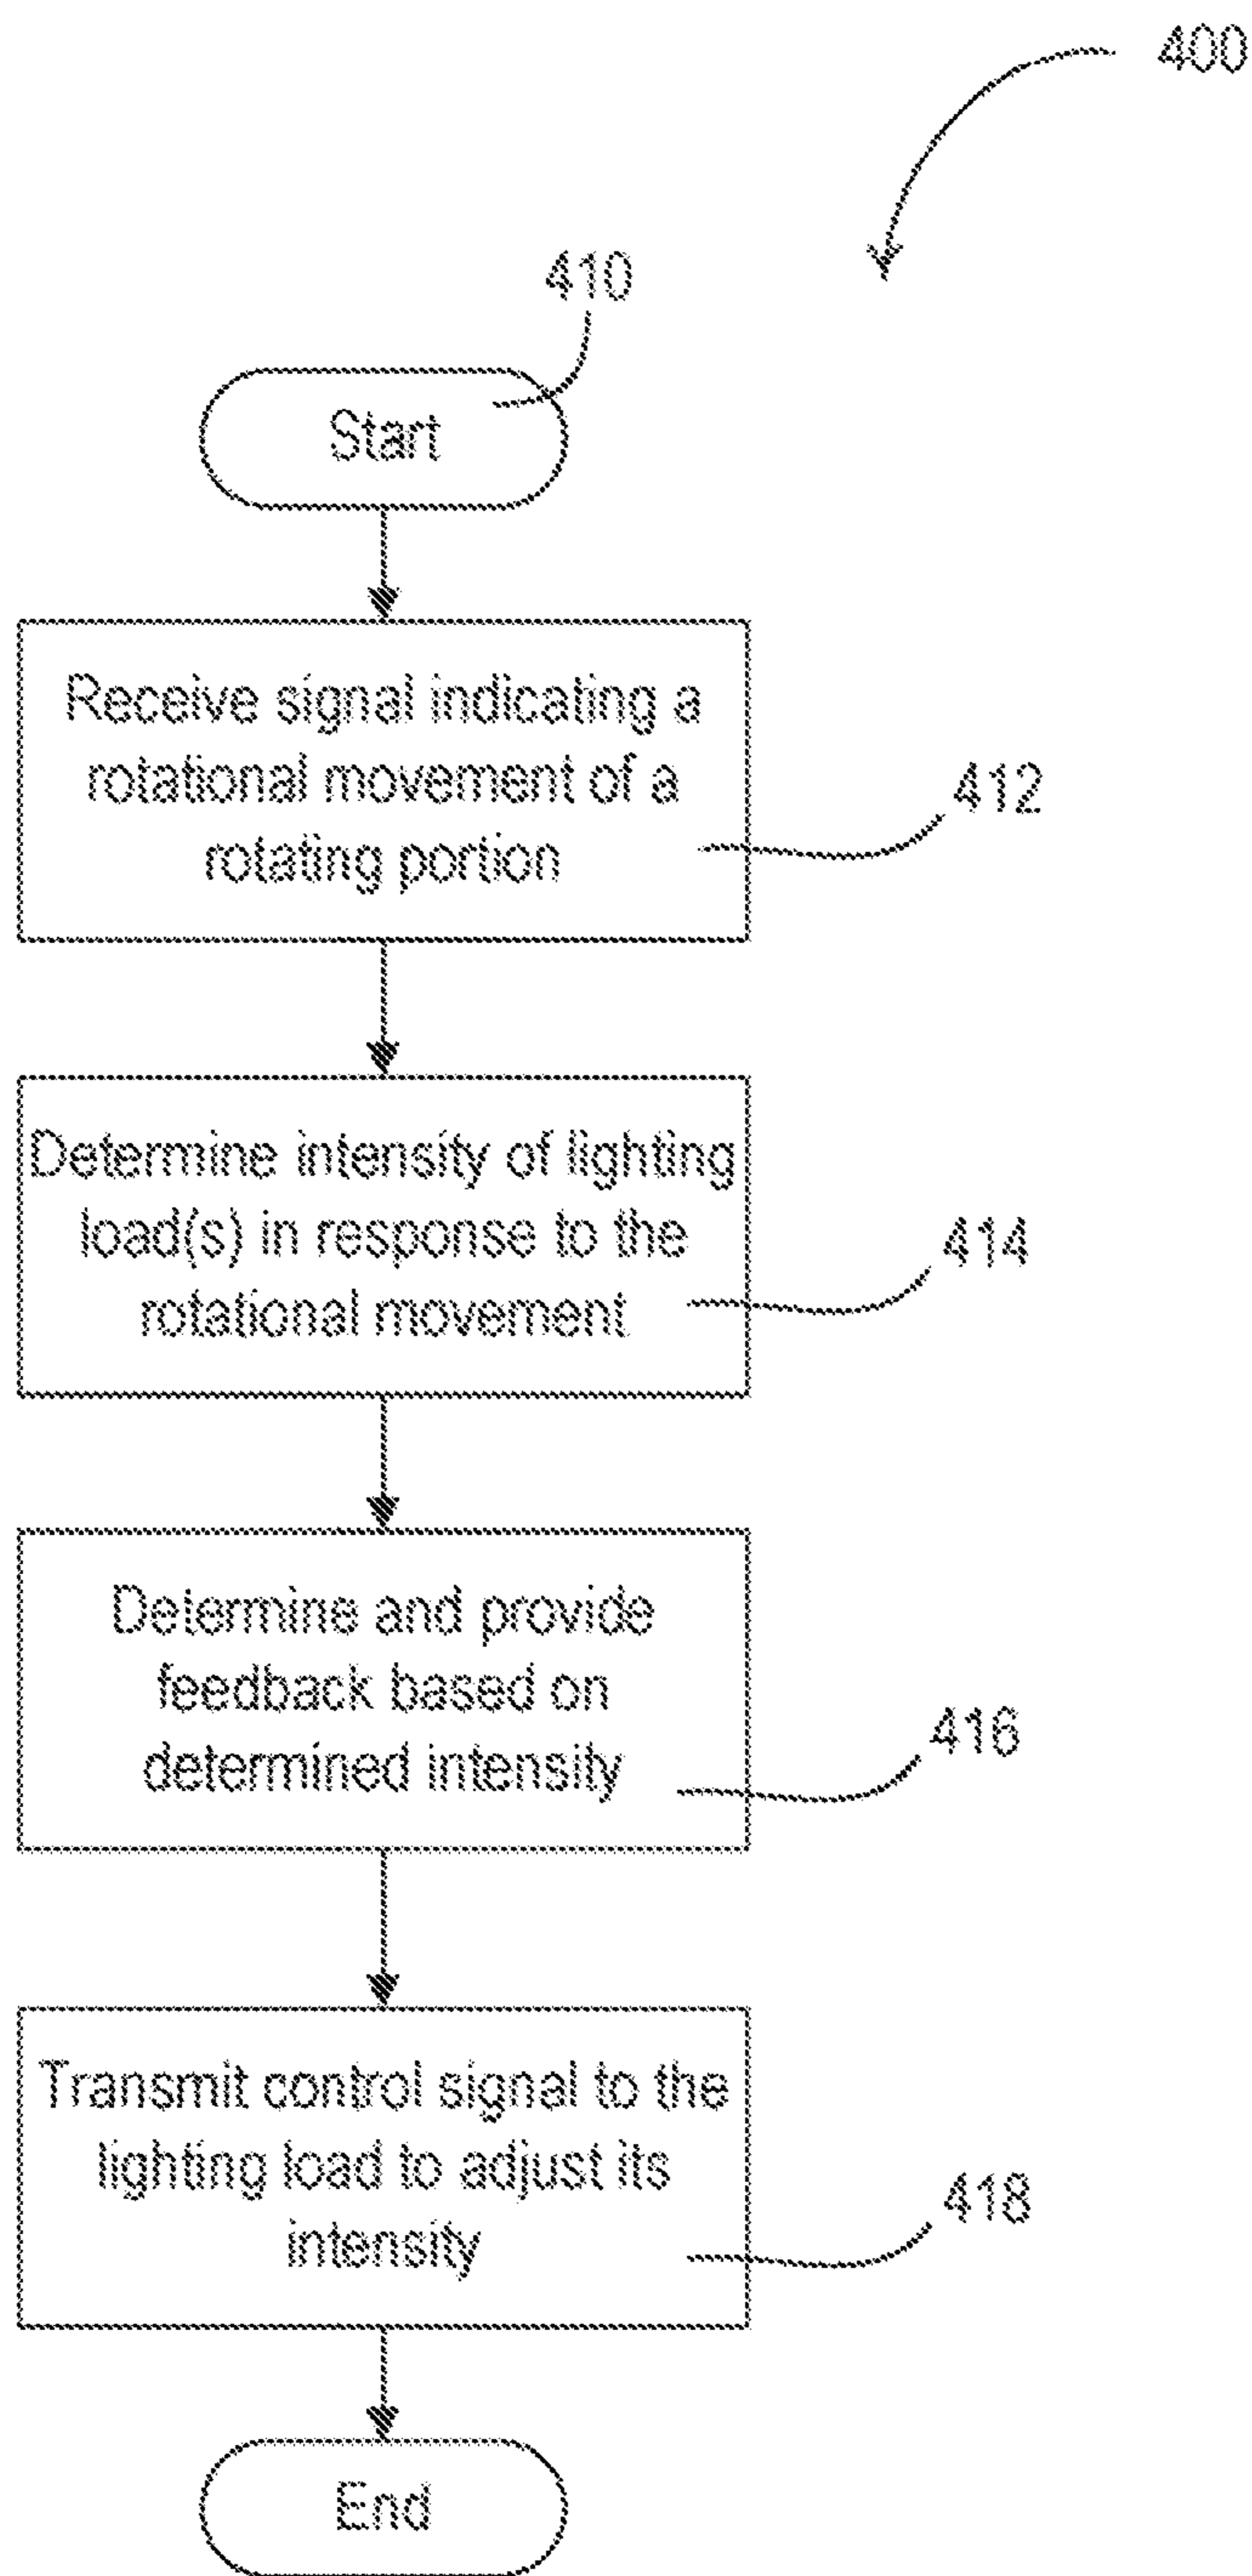 400
410
Start
Receive signal indicating a
rotational movement of a
rotating portion
412
Determine intensity of lighting
load(s) in response to the
rotational movement
414
Determine and provide
feedback based on
determined intensity
416
Transmit control signal to the
lighting load to adjust its
intensity
418
End